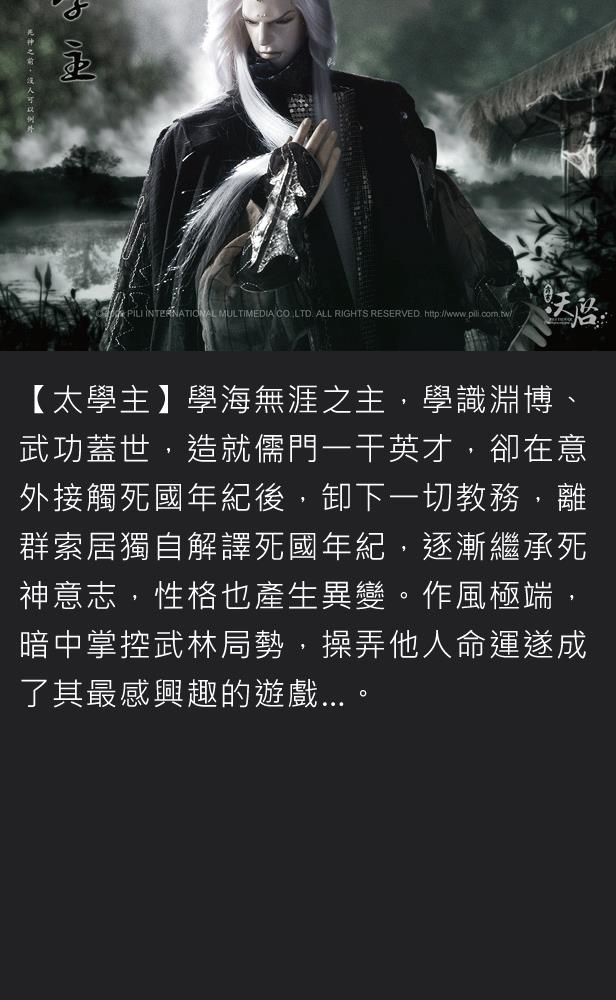 學主
死神之前，沒人可以例外
PILI INTERNATIONAL MULTIMEDIA CO., LTD. ALL RIGHTS RESERVED. http://www.pili.com.tw/
天啟
【太學主】學海無涯之主，學識淵博、
武功蓋世，造就儒門一干英才，卻在意
外接觸死國年紀後，卸下一切教務，離
群索居獨自解譯死國年紀，逐漸繼承死
神意志，性格也產生異變。作風極端，
暗中掌控武林局勢，操弄他人命運遂成
了其最感興趣的遊戲…。